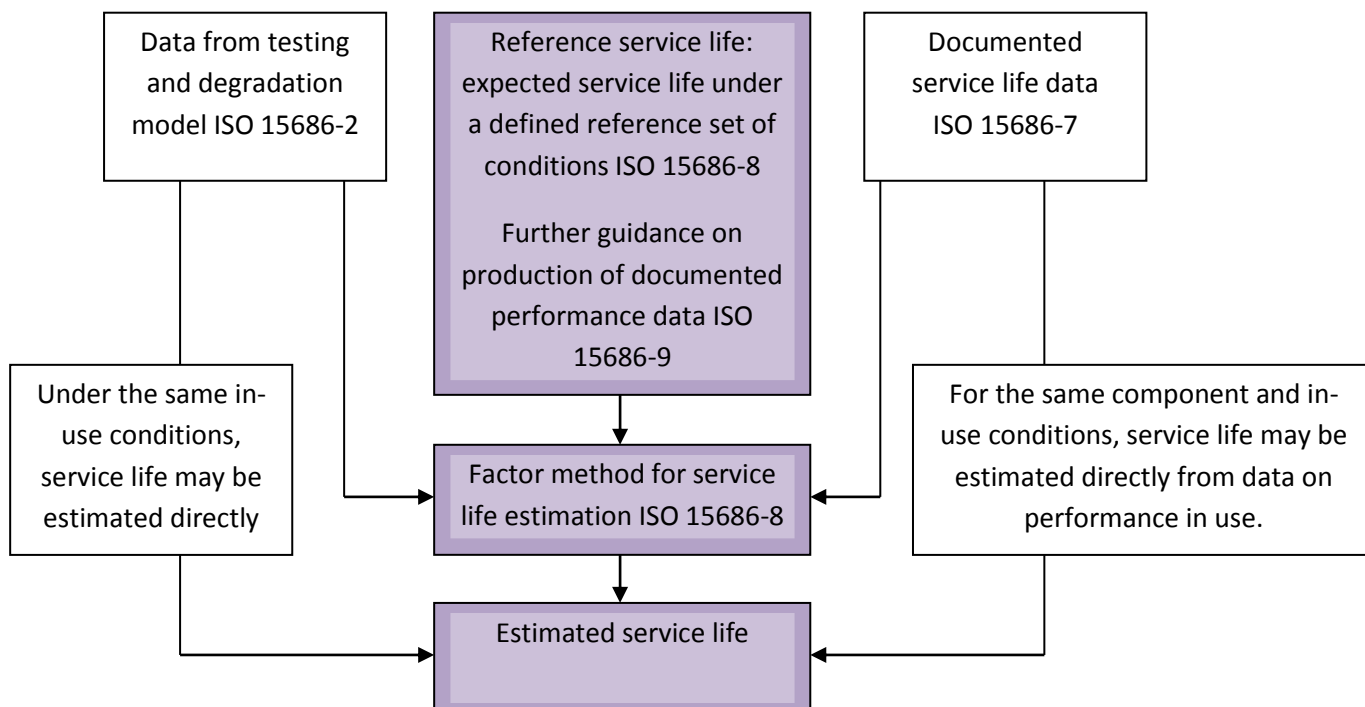 Data from testing
and degradation
model ISO 15686-2
Reference service life:
expected service life under
a defined reference set of
conditions ISO 15686-8
Further guidance on
production of documented
performance data ISO
15686-9
Documented
service life data
ISO 15686-7
Under the same in-
use conditions,
service life may be
estimated directly
For the same component and in-
use conditions, service life may be
estimated directly from data on
performance in use.
Factor method for service
life estimation ISO 15686-8
Estimated service life